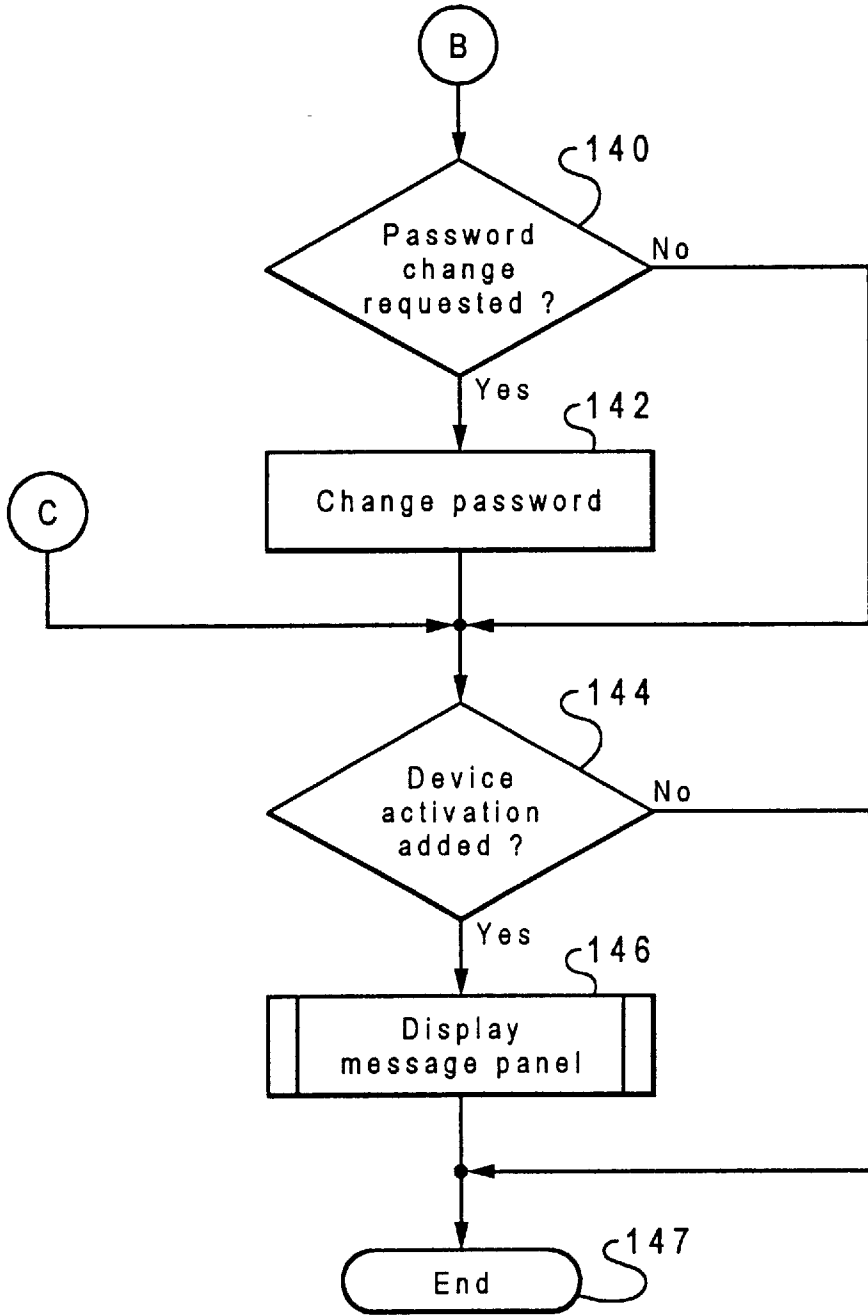 B
140
Password
change
requested ?
No
Yes
142
Change password
C
144
Device
activation
added ?
No
Yes
146
Display
message panel
147
End